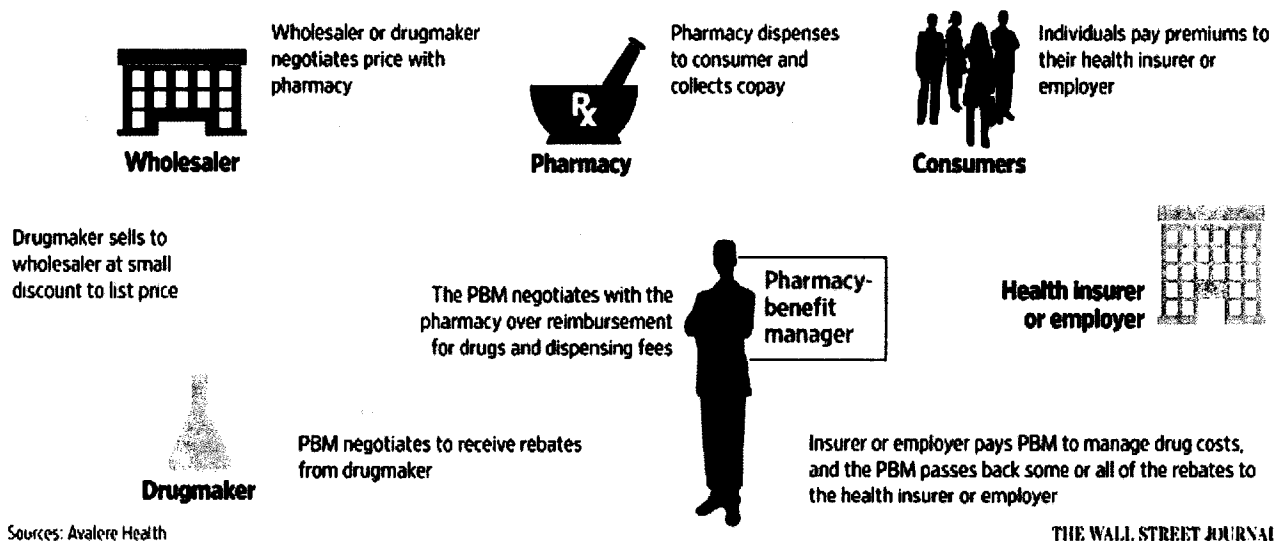 Wholesaler or drugmaker
negotiates price with
pharmacy
Wholesaler
Pharmacy dispenses
to consumer and
collects copay
Rx
Pharmacy
Individuals pay premiums to
their health insurer or
employer
Consumers
Drugmaker sells to
wholesaler at small
discount to list price
The PBM negotiates with the
pharmacy over reimbursement
for drugs and dispensing fees
Pharmacy-
benefit
manager
Health insurer
or employer
Drugmaker
PBM negotiates to receive rebates
from drugmaker
Insurer or employer pays PBM to manage drug costs,
and the PBM passes back some or all of the rebates to
the health insurer or employer
Sources: Avalere Health
THE WALL STREET JOURNAL